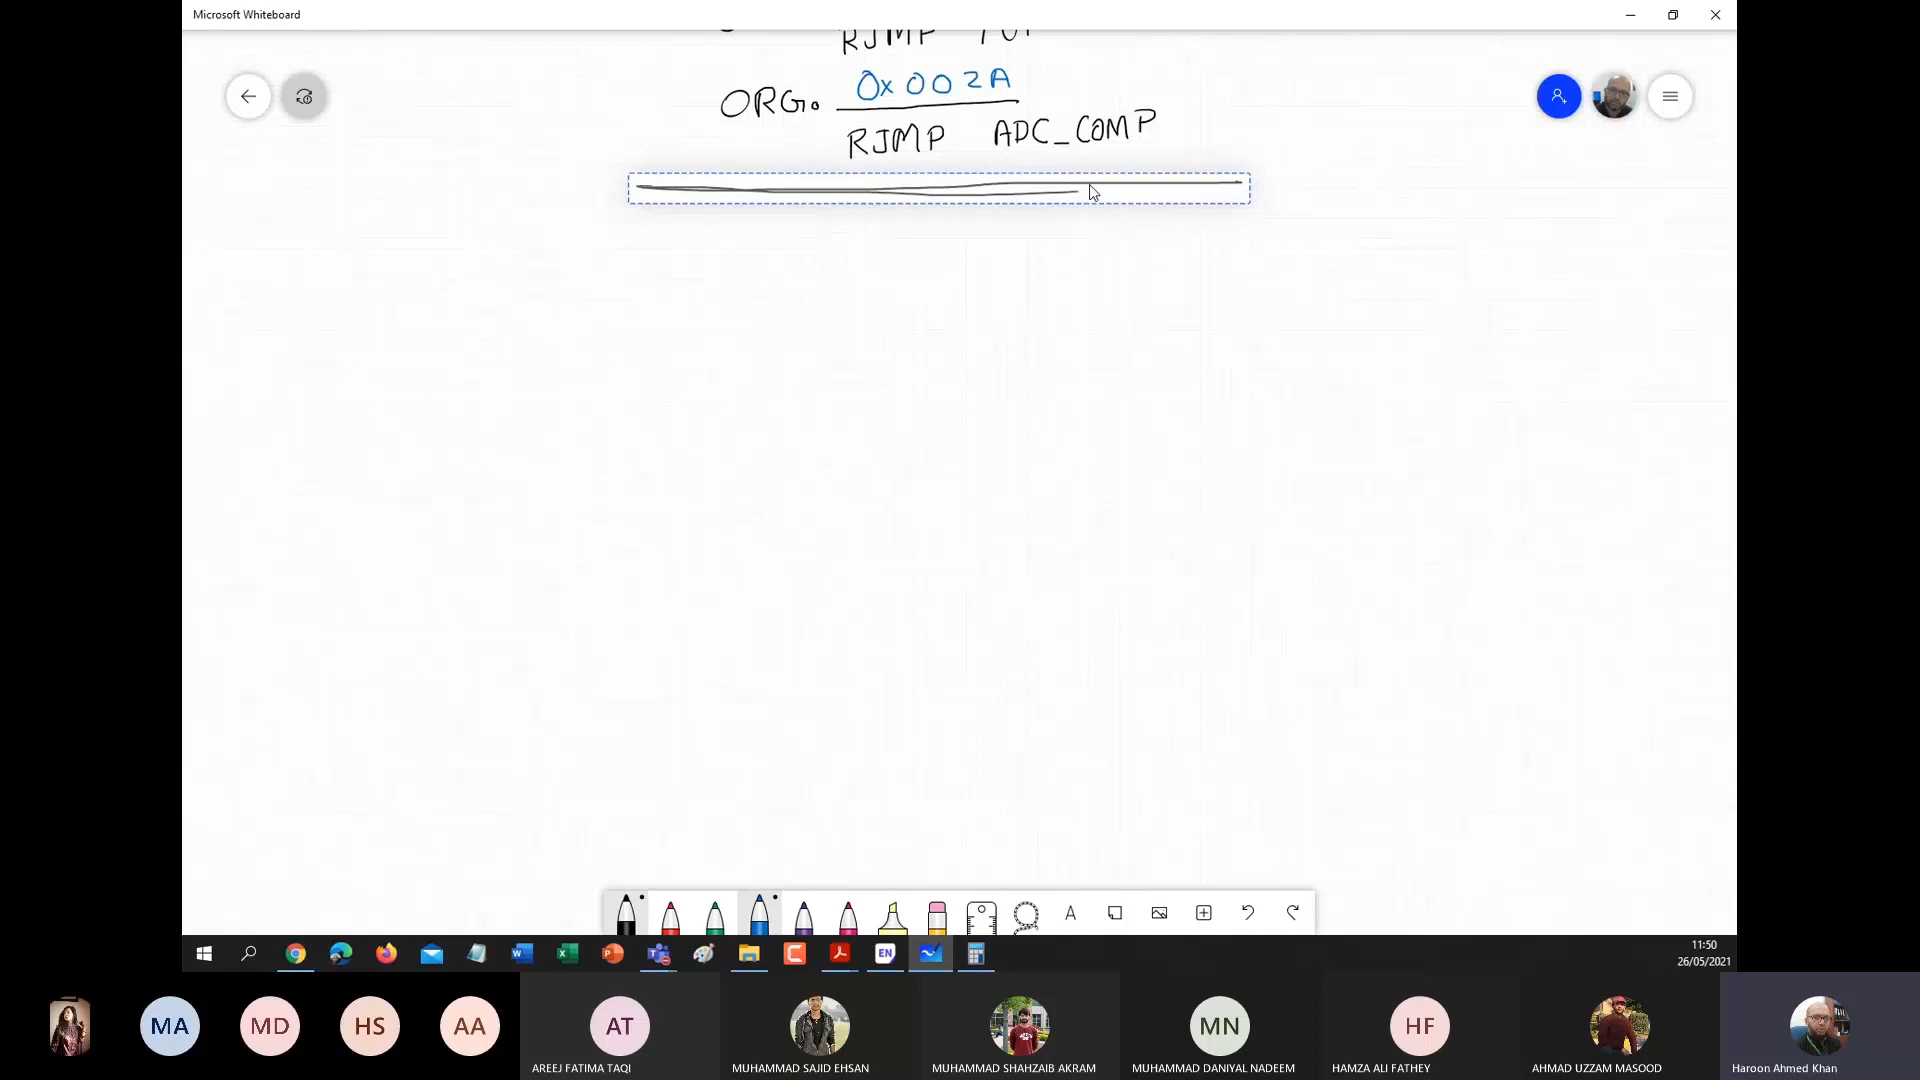 Microsoft Whiteboard
RJMP
0x002A
ORG.
RJMP ADC_COMP
A
EN
11:50
26/05/2021
MA
MD
HS
AA
AT
MN
HF
AREEJ FATIMA TAQI
MUHAMMAD SAJID EHSAN
MUHAMMAD SHAHZAIB AKRAM
MUHAMMAD DANIYAL NADEEM
HAMZA ALI FATHEY
AHMAD UZZAM MASOOD
Haroon Ahmed Khan